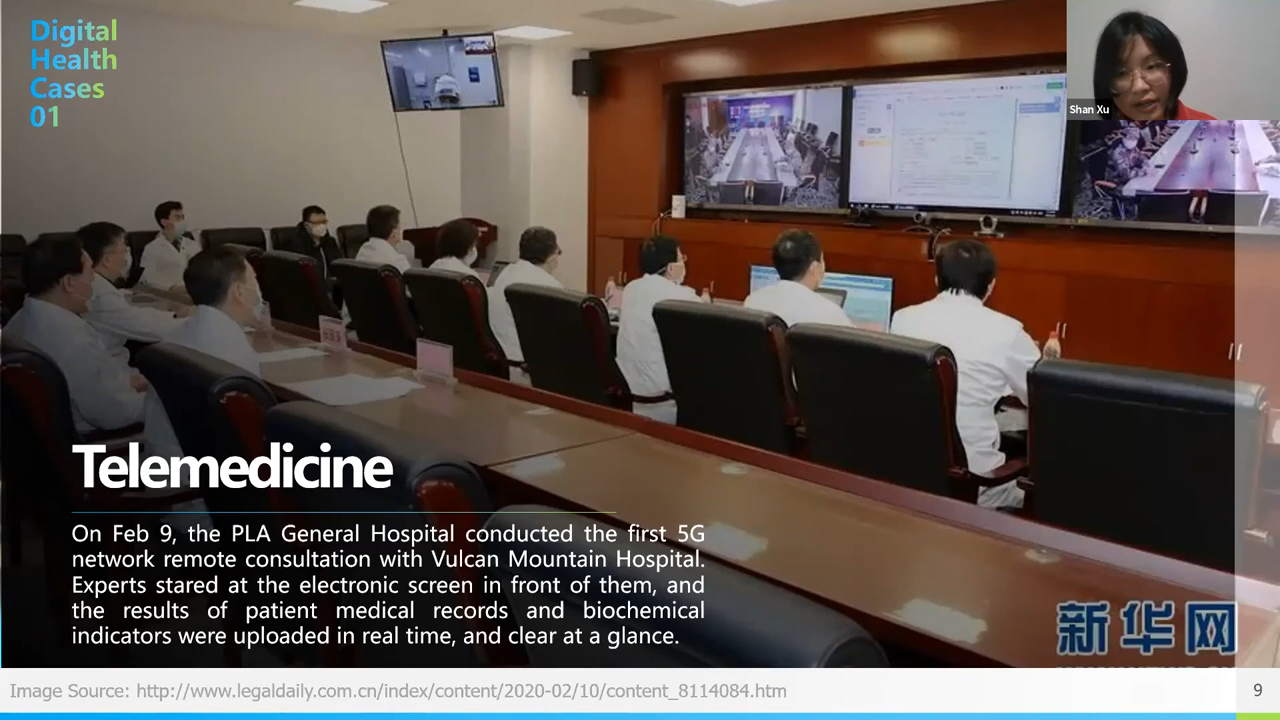 Digital
Health
Cases
01
Shan Xu
Telemedicine
On Feb 9, the PLA General Hospital conducted the first 5G
network remote consultation with Vulcan Mountain Hospital.
Experts stared at the electronic screen in front of them, and
the results of patient medical records and biochemical
indicators were uploaded in real time, and clear at a glance.
新华网
Image Source: http://www.legaldaily.com.cn/index/content/2020-02/10/content_8114084.htm
9